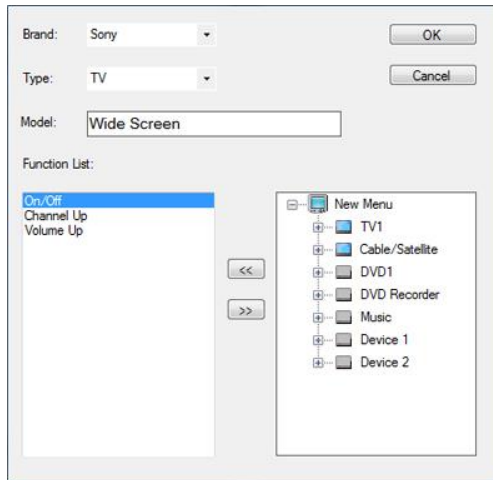 Brand:
Sony
OK
Type:
TV
Cancel
Model:
Wide Screen
Function List:
On/Off
Channel Up
Volume Up
<<
>>
New Menu
TV1
Cable/Satellite
DVD1
DVD Recorder
Music
Device 1
Device 2